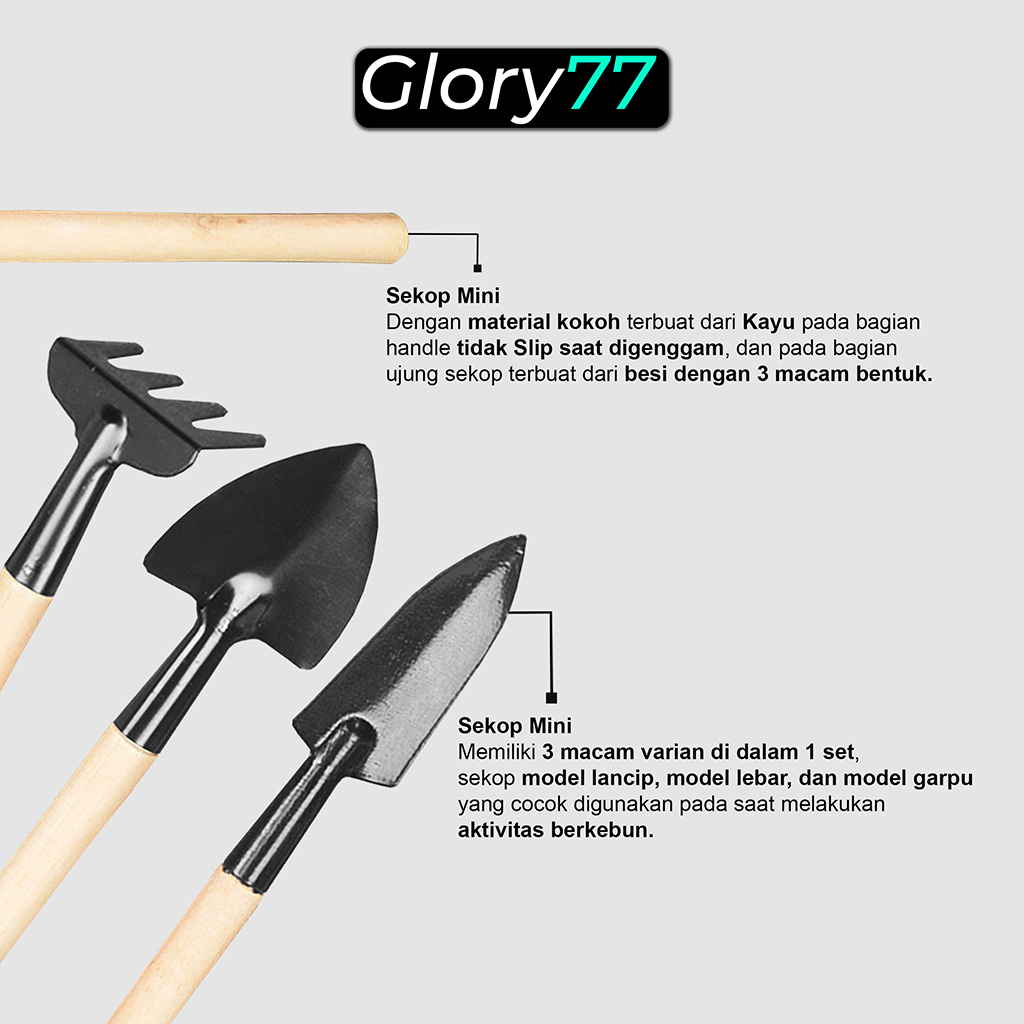 Glory77
Sekop Mini
Dengan material kokoh terbuat dari Kayu pada bagian
handle tidak Slip saat digenggam, dan pada bagian
ujung sekop terbuat dari besi dengan 3 macam bentuk.
Sekop Mini
Memiliki 3 macam varian di dalam 1 set,
sekop model lancip, model lebar, dan model garpu
yang cocok digunakan pada saat melakukan
aktivitas berkebun.